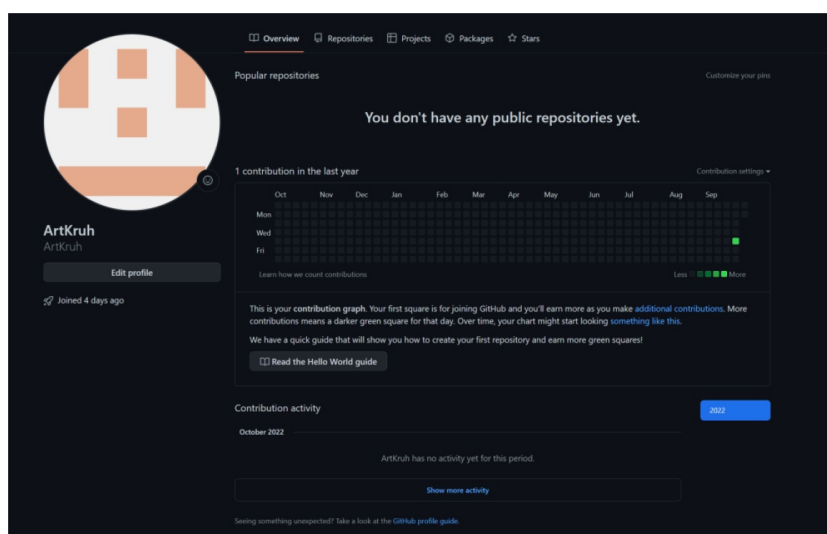 Overview Repositories Projects Packages Stars
Popular repositories
Customize your pins
You don't have any public repositories yet.
1 contribution in the last year
Contribution settings
Oct Nov Dec Jan Feb Mar Apr May Jun Jul Aug Sep
Mon
Wed
Fri
Learn how we count contributions
Less More
ArtKruh
ArtKruh
Edit profile
Joined 4 days ago
This is your contribution graph. Your first square is for joining GitHub and you'll earn more as you make additional contributions. More
contributions means a darker green square for that day. Over time, your chart might start looking something like this.
We have a quick guide that will show you how to create your first repository and earn more green squares!
Read the Hello World guide
Contribution activity
2022
October 2022
ArtKruh has no activity yet for this period.
Show more activity
Seeing something unexpected? Take a look at the GitHub profile guide.